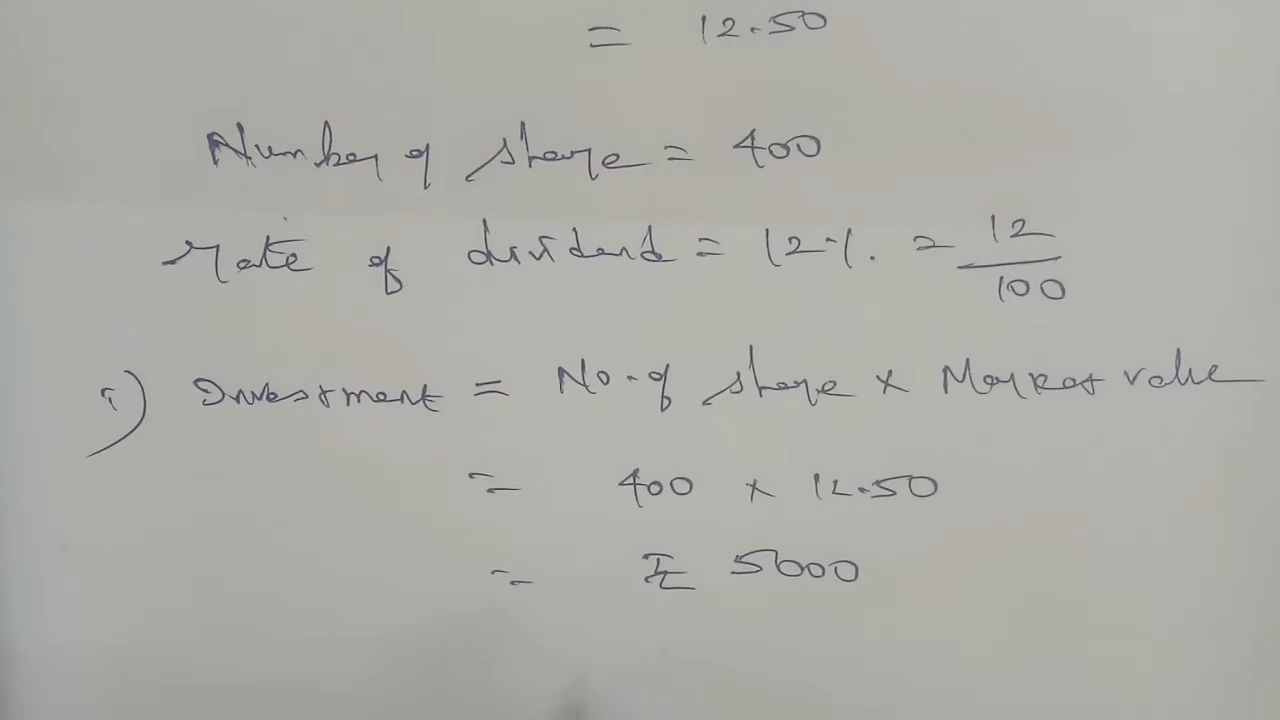 = 12.50
Number of share = 400
rate of dividend = 12%. = 12/100
i) Investment = No. of share × Market value
= 400 × 12.50
= ₹ 5000